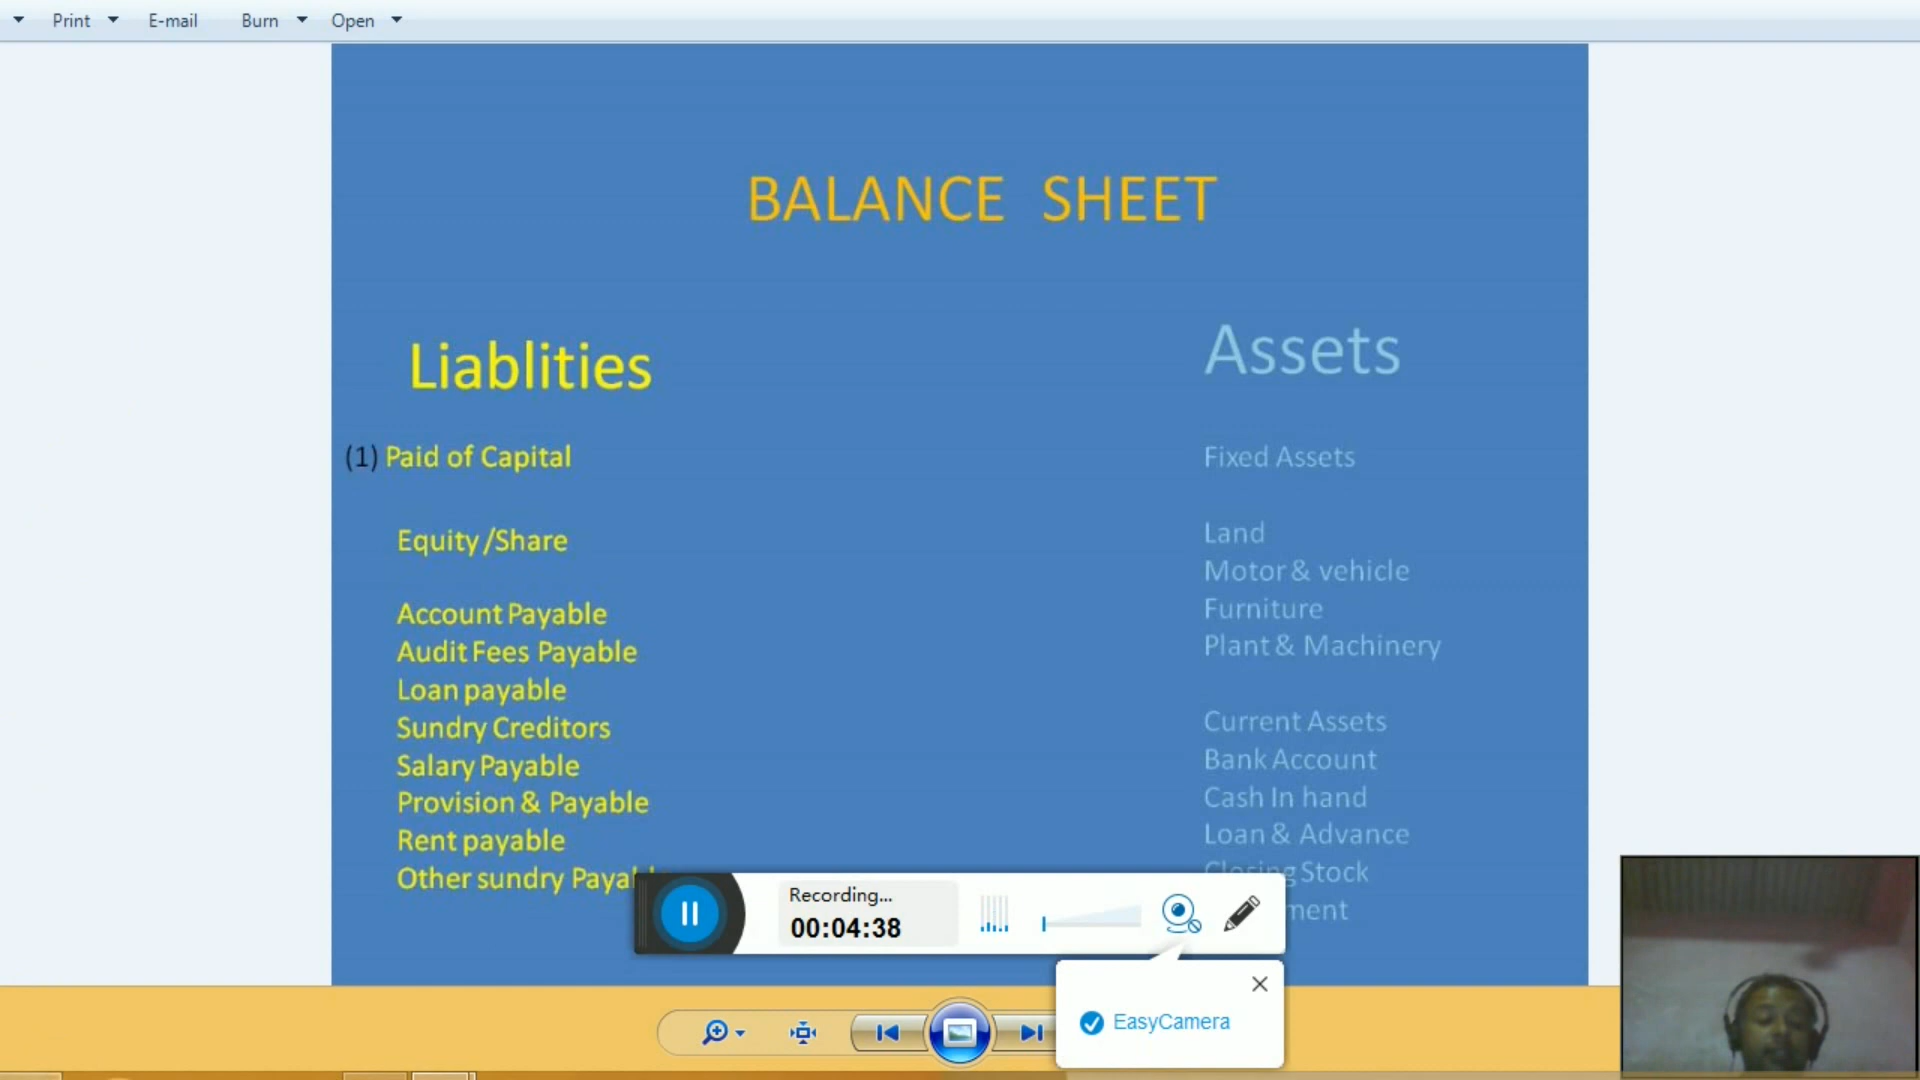 Print E-mail Burn Open
BALANCE SHEET
Liablities
(1) Paid of Capital
Equity /Share
Account Payable
Audit Fees Payable
Loan payable
Sundry Creditors
Salary Payable
Provision & Payable
Rent payable
Other sundry
Assets
Fixed Assets
Land
Motor & vehicle
Furniture
Plant & Machinery
Current Assets
Bank Account
Cash In hand
Loan & Advance
Closing Stock
Recording...
00:04:38
EasyCamera